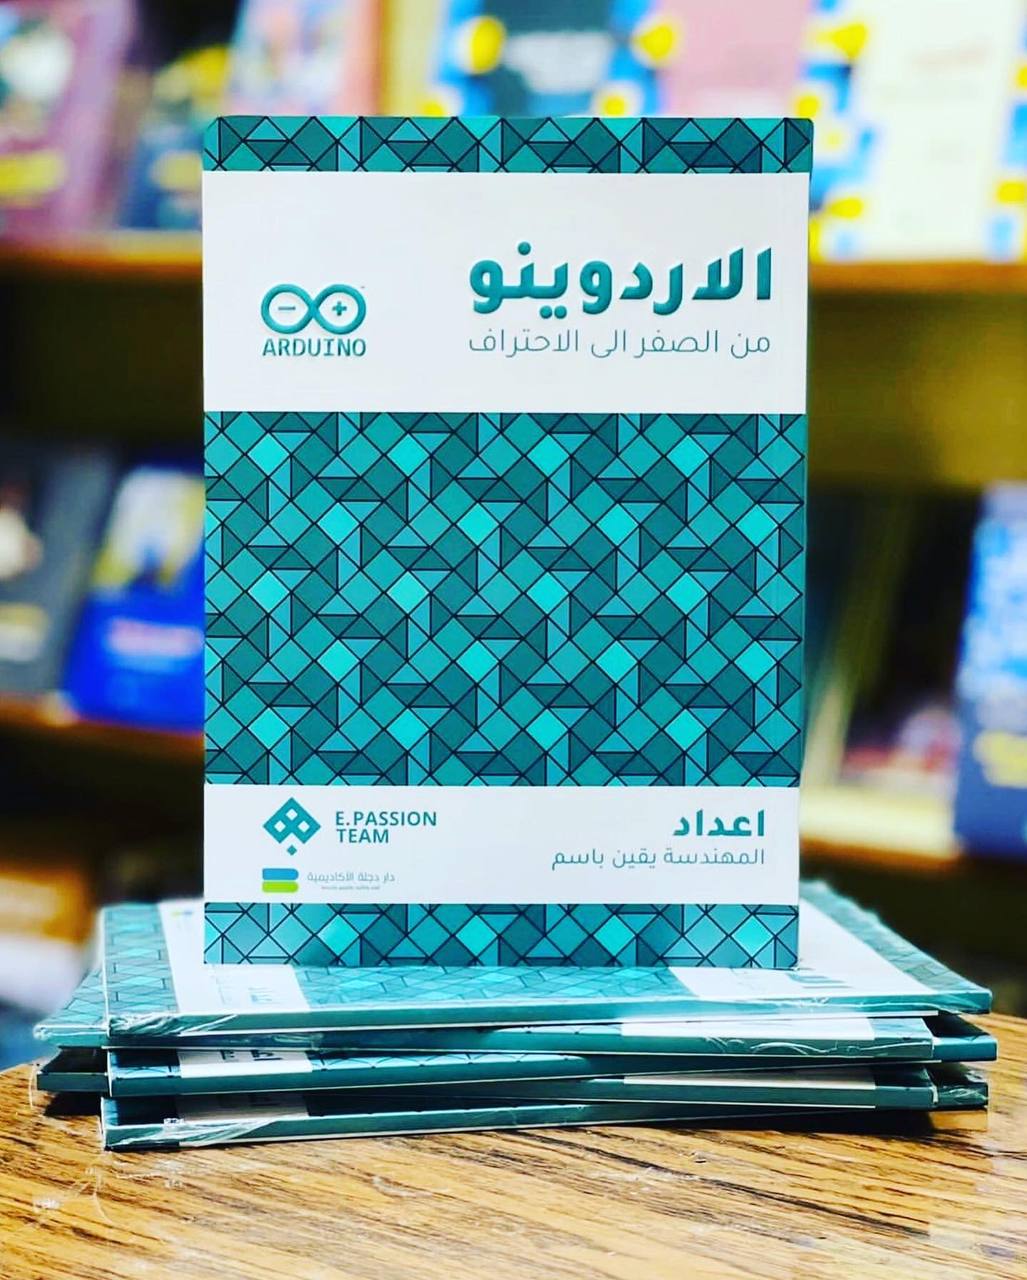 الاردوينو
من الصفر الى الاحتراف
ARDUINO
اعداد
المهندسة يقين باسم
E.PASSION
TEAM
دار دجلة الأكاديمية